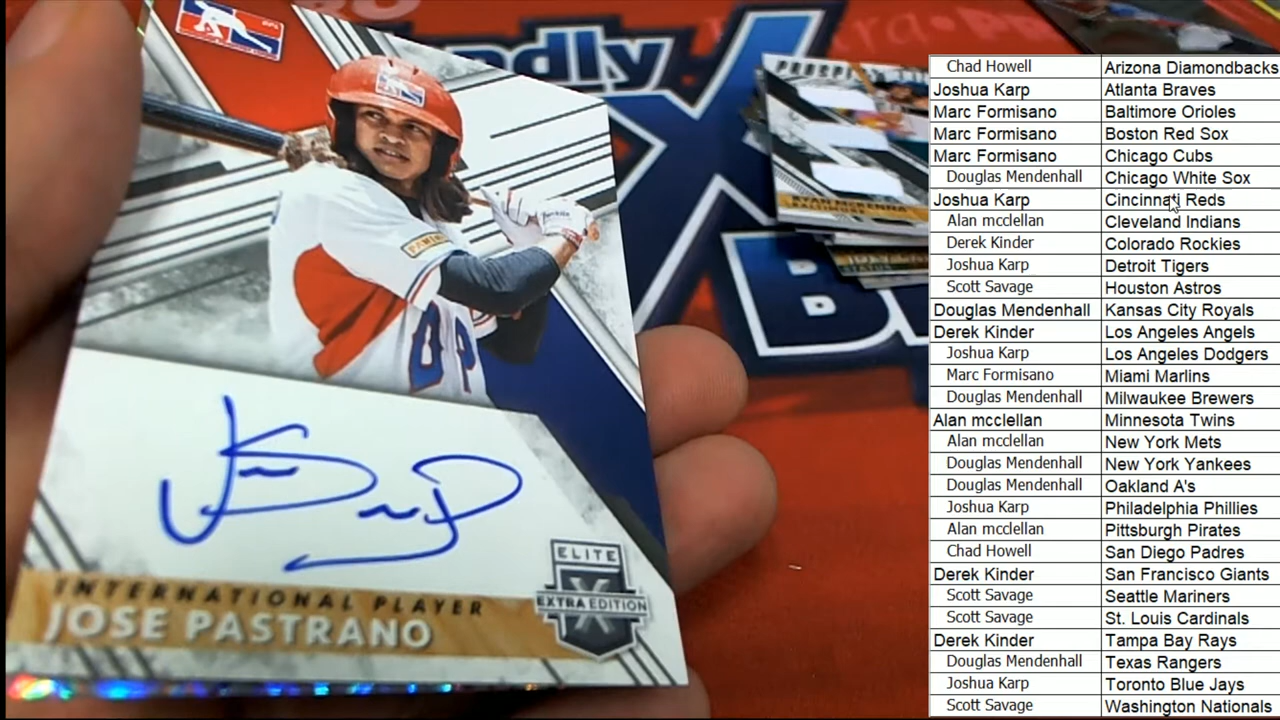 PANINI
OP
INTERNATIONAL PLAYER
JOSE PASTRANO
ELITE
X
EXTRA EDITION
RYAN McKENNA
BALTIMORE
STATUS
Chad Howell Arizona Diamondbacks
Joshua Karp Atlanta Braves
Marc Formisano Baltimore Orioles
Marc Formisano Boston Red Sox
Marc Formisano Chicago Cubs
Douglas Mendenhall Chicago White Sox
Joshua Karp Cincinnati Reds
Alan mcclellan Cleveland Indians
Derek Kinder Colorado Rockies
Joshua Karp Detroit Tigers
Scott Savage Houston Astros
Douglas Mendenhall Kansas City Royals
Derek Kinder Los Angeles Angels
Joshua Karp Los Angeles Dodgers
Marc Formisano Miami Marlins
Douglas Mendenhall Milwaukee Brewers
Alan mcclellan Minnesota Twins
Alan mcclellan New York Mets
Douglas Mendenhall New York Yankees
Douglas Mendenhall Oakland A's
Joshua Karp Philadelphia Phillies
Alan mcclellan Pittsburgh Pirates
Chad Howell San Diego Padres
Derek Kinder San Francisco Giants
Scott Savage Seattle Mariners
Scott Savage St. Louis Cardinals
Derek Kinder Tampa Bay Rays
Douglas Mendenhall Texas Rangers
Joshua Karp Toronto Blue Jays
Scott Savage Washington Nationals